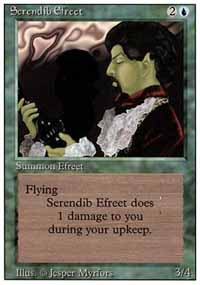 Serendib Efreet 2
Summon Efreet
Flying
Serendib Efreet does
1 damage to you
during your upkeep.
Illus. © Jesper Myrfors 3/4